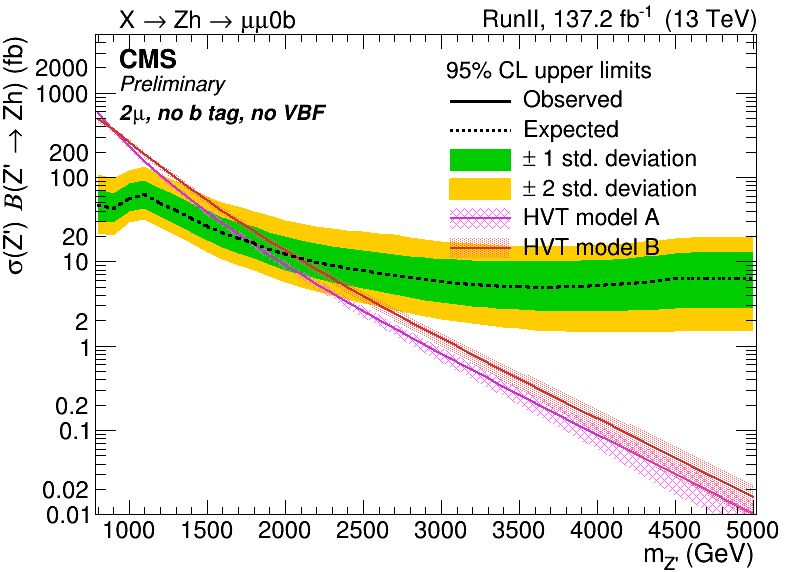 X → Zh → μμ0b
RunII, 137.2 fb⁻¹ (13 TeV)
CMS
Preliminary
2μ, no b tag, no VBF
95% CL upper limits
Observed
Expected
± 1 std. deviation
± 2 std. deviation
HVT model A
HVT model B
σ(Z') B(Z' → Zh) (fb)
2000
1000
200
100
20
10
2
1
0.2
0.1
0.02
0.01
1000 1500 2000 2500 3000 3500 4000 4500 5000
m_Z' (GeV)